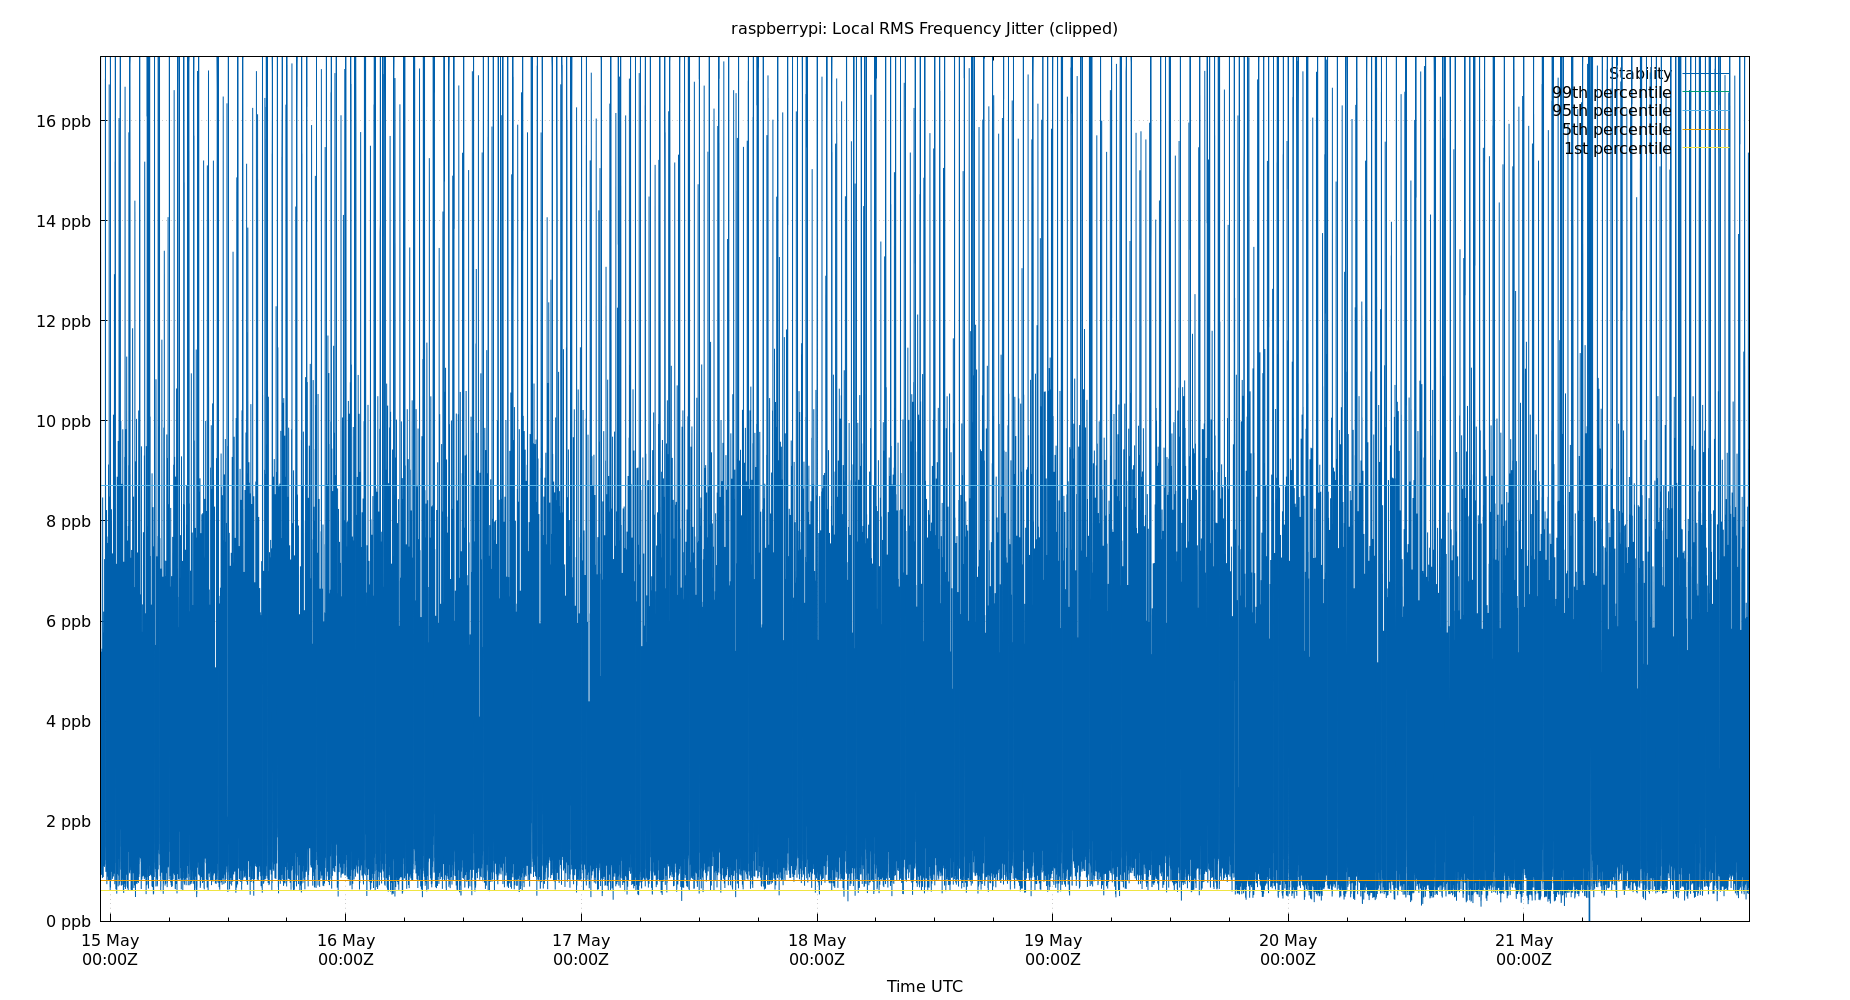 raspberrypi: Local RMS Frequency Jitter (clipped)
Stability
99th percentile
95th percentile
5th percentile
1st percentile
16 ppb
14 ppb
12 ppb
10 ppb
8 ppb
6 ppb
4 ppb
2 ppb
0 ppb
15 May 16 May 17 May 18 May 19 May 20 May 21 May
00:00Z 00:00Z 00:00Z 00:00Z 00:00Z 00:00Z 00:00Z
Time UTC